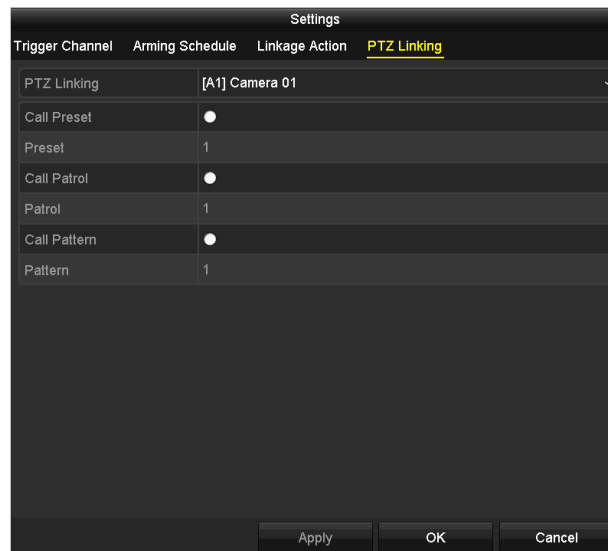 Settings
Trigger Channel Arming Schedule Linkage Action PTZ Linking
PTZ Linking [A1] Camera 01
Call Preset
Preset 1
Call Patrol
Patrol 1
Call Pattern
Pattern 1
Apply OK Cancel